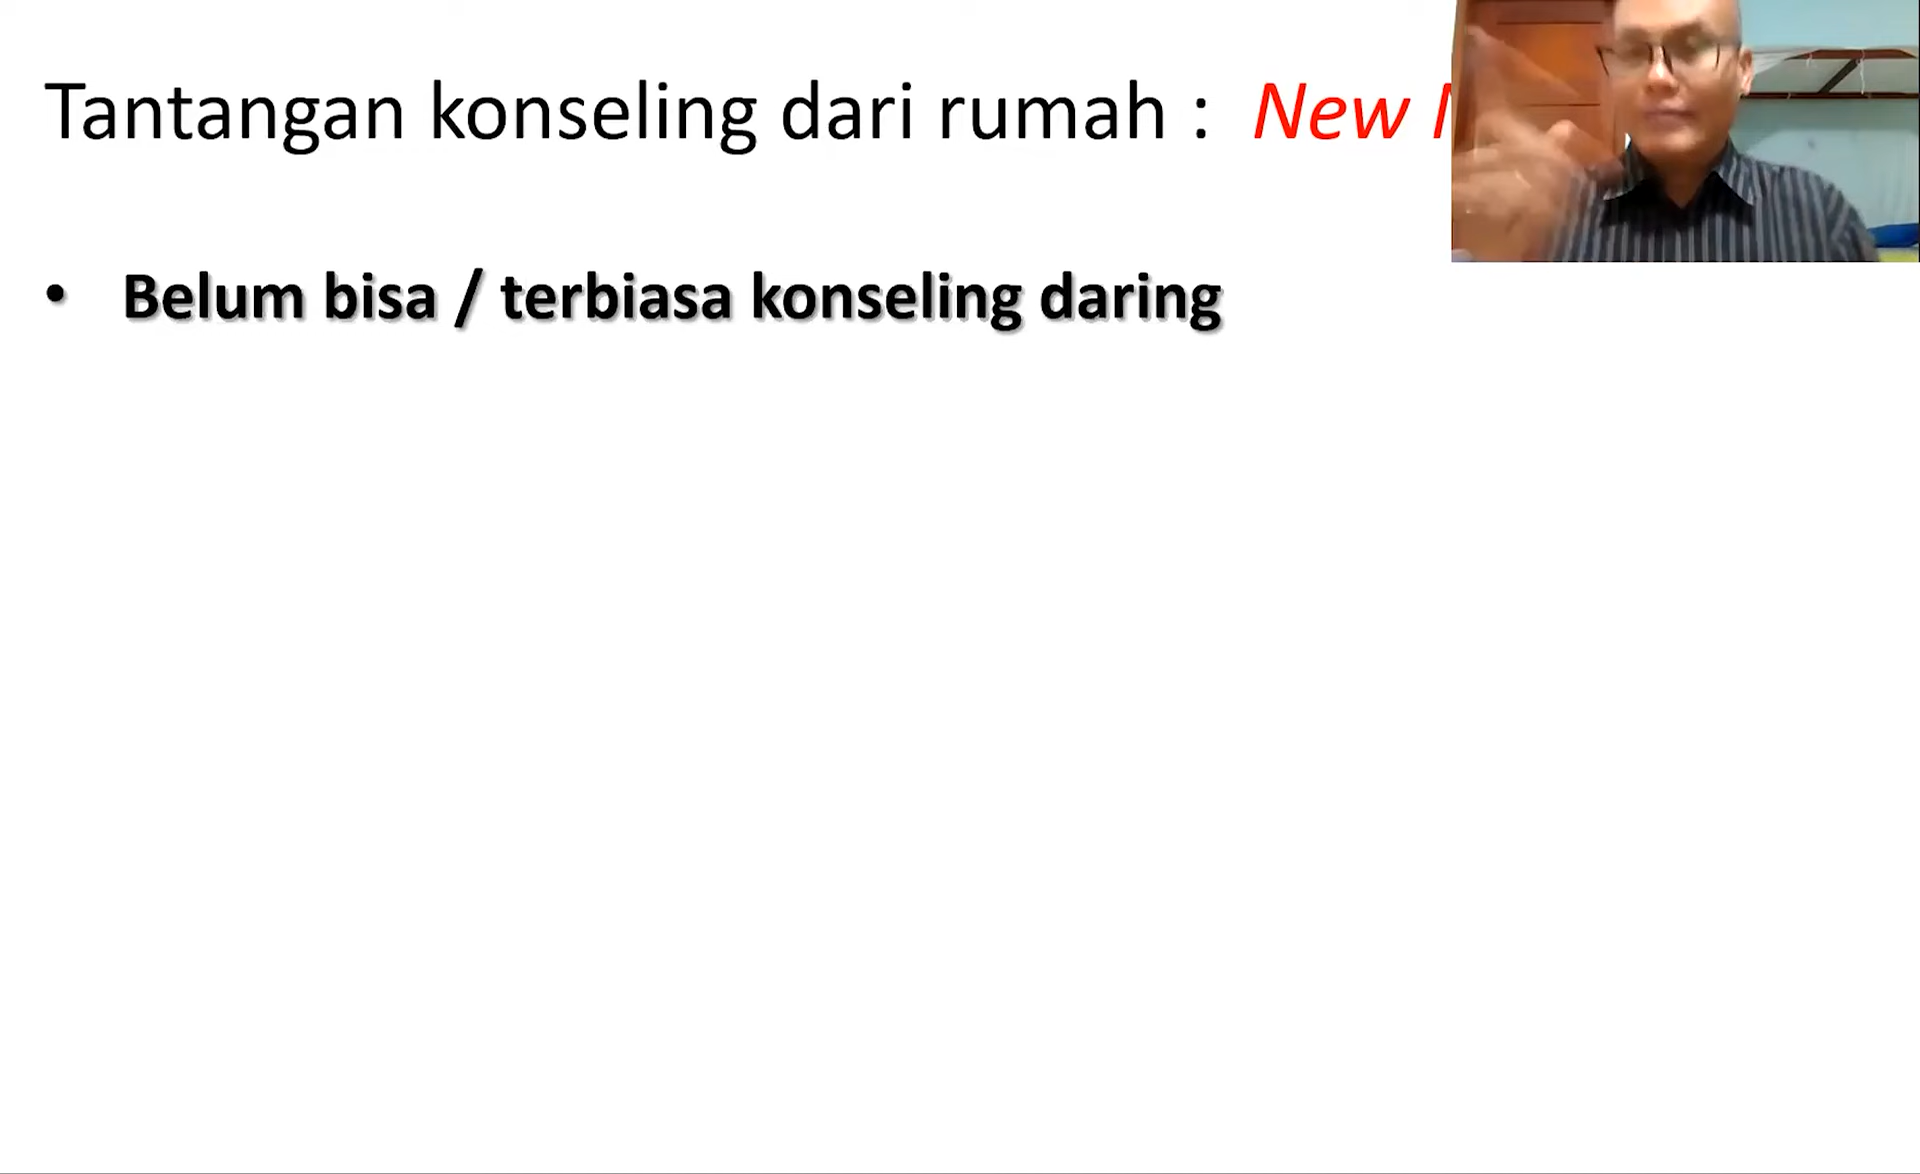 Tantangan konseling dari rumah : New
• Belum bisa / terbiasa konseling daring